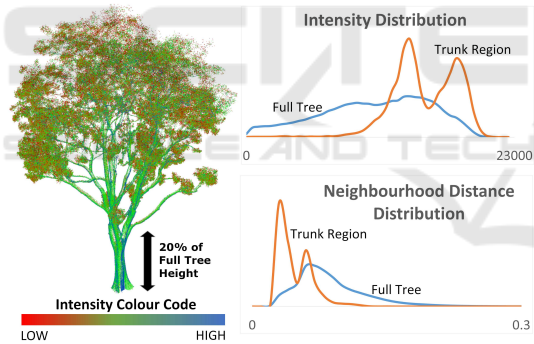 Intensity Distribution
Trunk Region
Full Tree
0
23000
Neighbourhood Distance
Distribution
Trunk Region
Full Tree
0
0.3
20% of
Full Tree
Height
Intensity Colour Code
LOW
HIGH